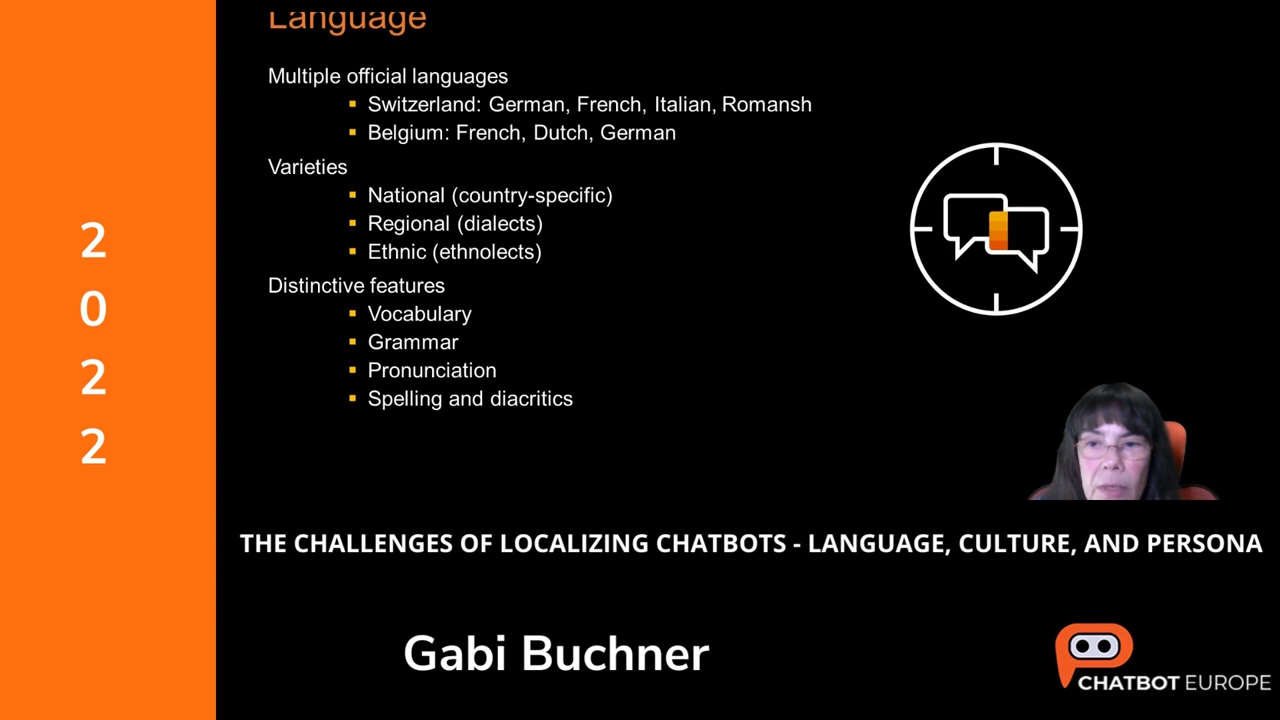 2
0
2
2
Language
Multiple official languages
▪ Switzerland: German, French, Italian, Romansh
▪ Belgium: French, Dutch, German
Varieties
▪ National (country-specific)
▪ Regional (dialects)
▪ Ethnic (ethnolects)
Distinctive features
▪ Vocabulary
▪ Grammar
▪ Pronunciation
▪ Spelling and diacritics
THE CHALLENGES OF LOCALIZING CHATBOTS - LANGUAGE, CULTURE, AND PERSONA
Gabi Buchner
CHATBOT EUROPE